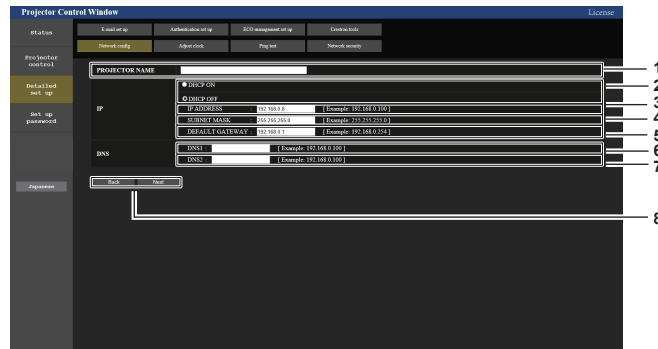 Projector Control Window License
Status
Projector
control
Detailed
set up
Set up
password
Japanese
E-mail set up Authentication set up ECO management set up Crestron tools
Network config Adjust clock Ping test Network security
PROJECTOR NAME
IP
DHCP ON
DHCP OFF
IP ADDRESS : 192.168.0.8 [ Example: 192.168.0.100 ]
SUBNET MASK : 255.255.255.0 [ Example: 255.255.255.0 ]
DEFAULT GATEWAY : 192.168.0.1 [ Example: 192.168.0.254 ]
DNS
DNS1 : [ Example: 192.168.0.100 ]
DNS2 : [ Example: 192.168.0.100 ]
Back Next
1
2
3
4
5
6
7
8